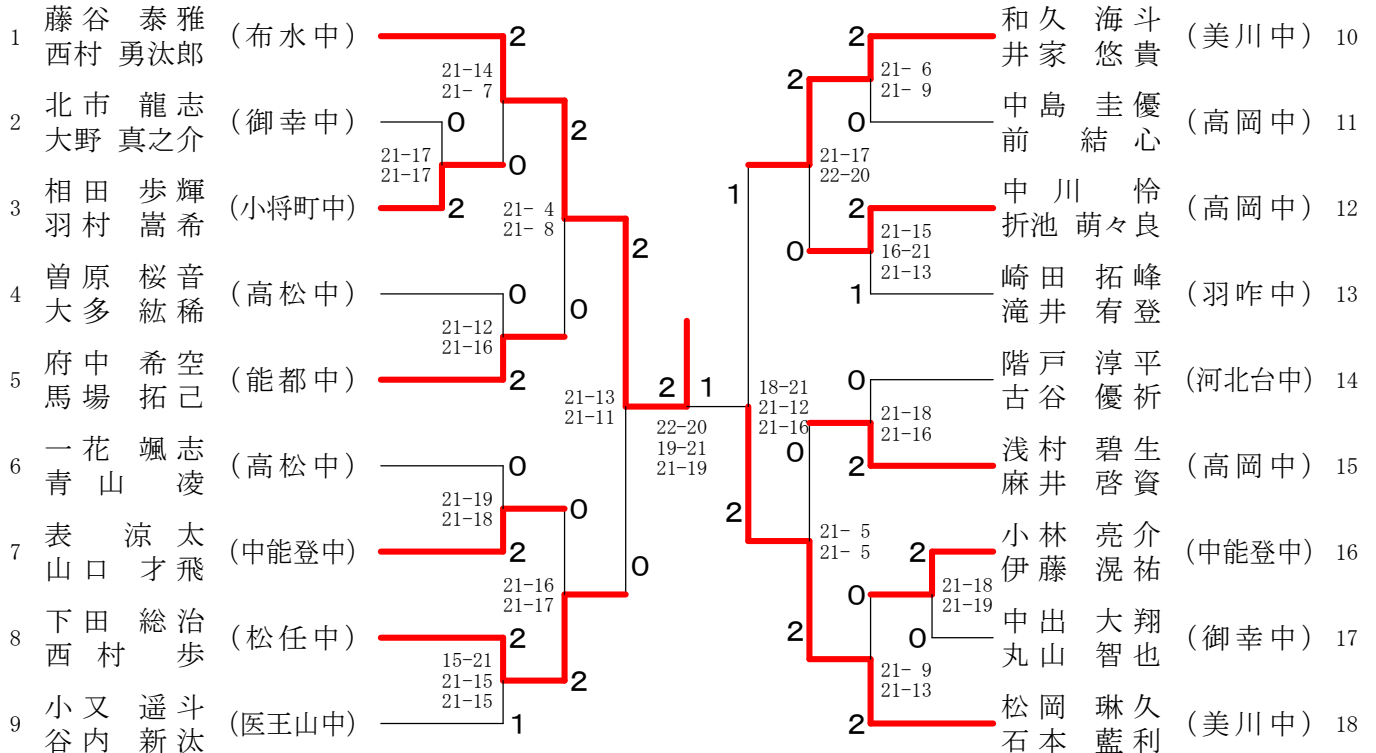 1 藤谷 泰雅 (布水中)
西村 勇汰郎
2
21-14
21- 7
2 北市 龍志 (御幸中)
大野 真之介
0
2
21-17
21-17
0
3 相田 歩輝 (小将町中)
羽村 嵩希
2
21- 4
21- 8
2
4 曽原 桜音 (高松中)
大多 紘稀
0
0
21-12
21-16
5 府中 希空 (能都中)
馬場 拓己
2
21-13
21-11
6 一花 颯志 (高松中)
青山 凌
0
21-19
21-18
0
7 表 涼太 (中能登中)
山口 才飛
2
0
21-16
21-17
8 下田 総治 (松任中)
西村 歩
2
15-21
21-15
21-15
2
9 小又 遥斗 (医王山中)
谷内 新汰
1
2 1
22-20
19-21
21-19
和久 海斗 (美川中) 10
井家 悠貴
2
2
21- 6
21- 9
中島 圭優 (高岡中) 11
前 結心
0
21-17
22-20
1
中川 怜 (高岡中) 12
折池 萌々良
2
0
21-15
16-21
21-13
崎田 拓峰 (羽咋中) 13
滝井 宥登
1
18-21
21-12
21-16
階戸 淳平 (河北台中) 14
古谷 優祈
0
21-18
21-16
0
浅村 碧生 (高岡中) 15
麻井 啓資
2
2
21- 5
21- 5
小林 亮介 (中能登中) 16
伊藤 滉祐
2
21-18
21-19
0
中出 大翔 (御幸中) 17
丸山 智也
0
2
21- 9
21-13
松岡 琳久 (美川中) 18
石本 藍利
2